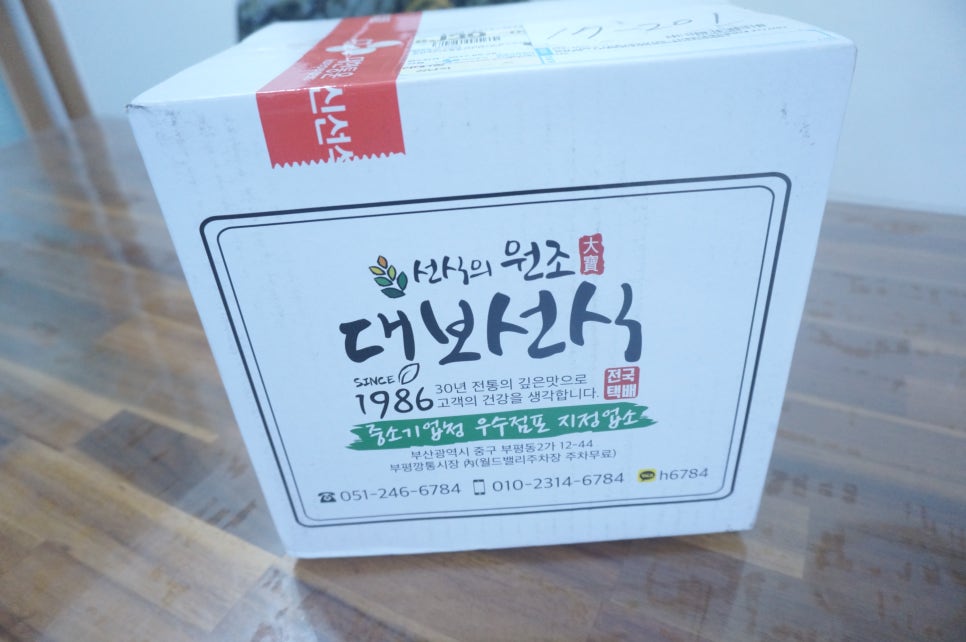 신선식
선식의 원조 大寶
대보선식
SINCE 1986
30년 전통의 깊은맛으로
고객의 건강을 생각합니다.
전국택배
중소기업청 우수점포 지정업소
부산광역시 중구 부평동2가 12-44
부평깡통시장 內(월드밸리주차장 주차무료)
051-246-6784 010-2314-6784 h6784